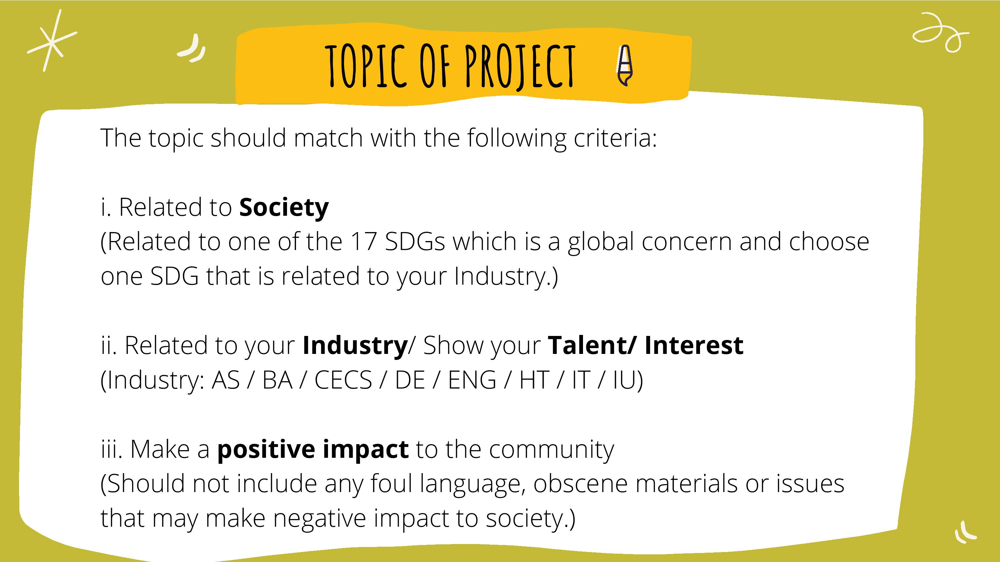 TOPIC OF PROJECT
The topic should match with the following criteria:
i. Related to Society
(Related to one of the 17 SDGs which is a global concern and choose
one SDG that is related to your Industry.)
ii. Related to your Industry/ Show your Talent/ Interest
(Industry: AS / BA / CECS / DE / ENG / HT / IT / IU)
iii. Make a positive impact to the community
(Should not include any foul language, obscene materials or issues
that may make negative impact to society.)